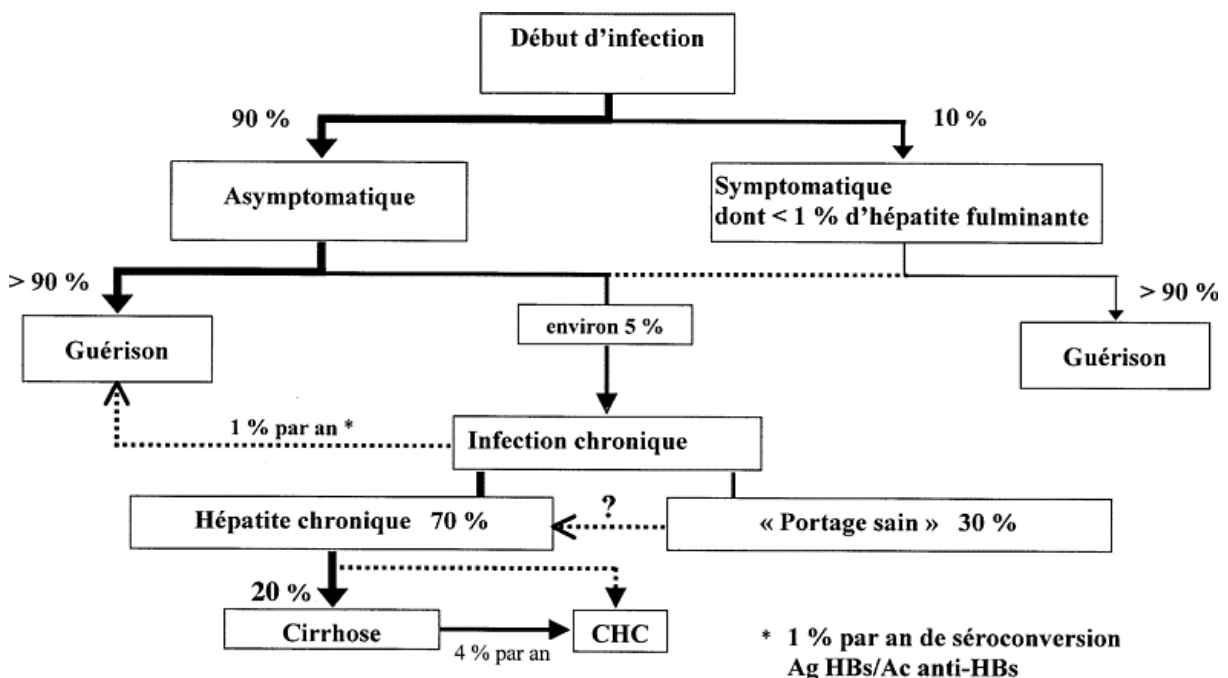 Début d'infection
90 %
10 %
Asymptomatique
Symptomatique
dont < 1 % d'hépatite fulminante
> 90 %
environ 5 %
> 90 %
Guérison
Guérison
1 % par an *
Infection chronique
?
Hépatite chronique 70 %
« Portage sain » 30 %
20 %
Cirrhose
4 % par an
CHC
* 1 % par an de séroconversion
Ag HBs/Ac anti-HBs